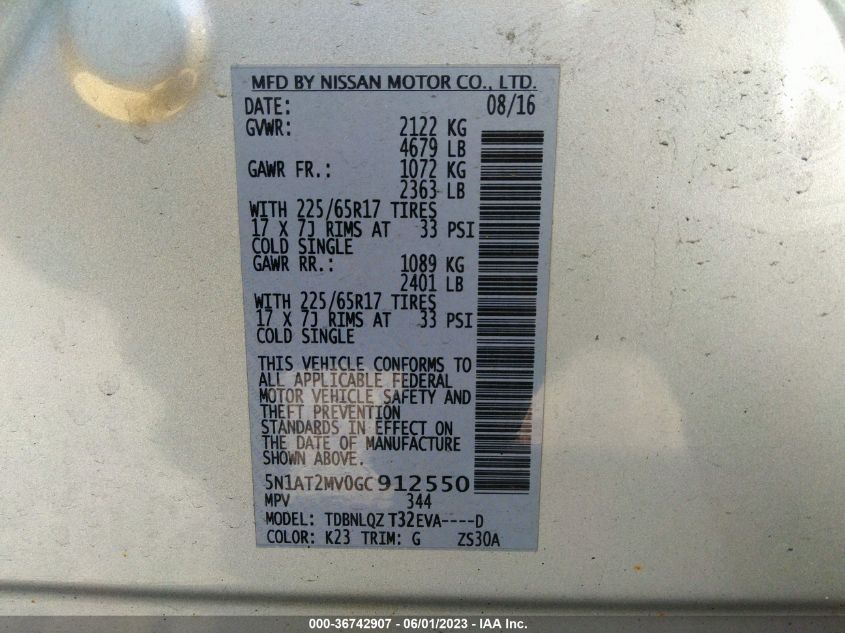 MFD BY NISSAN MOTOR CO., LTD.
DATE: 08/16
GVWR: 2122 KG
4679 LB
GAWR FR.: 1072 KG
2363 LB
WITH 225/65R17 TIRES
17 X 7J RIMS AT 33 PSI
COLD SINGLE
GAWR RR.: 1089 KG
2401 LB
WITH 225/65R17 TIRES
17 X 7J RIMS AT 33 PSI
COLD SINGLE
THIS VEHICLE CONFORMS TO
ALL APPLICABLE FEDERAL
MOTOR VEHICLE SAFETY AND
THEFT PREVENTION
STANDARDS IN EFFECT ON
THE DATE OF MANUFACTURE
SHOWN ABOVE.
5N1AT2MV0GC912550
MPV 344
MODEL: TDBNLQZ T32EVA----D
COLOR: K23 TRIM: G ZS30A
000-36742907 - 06/01/2023 - IAA Inc.